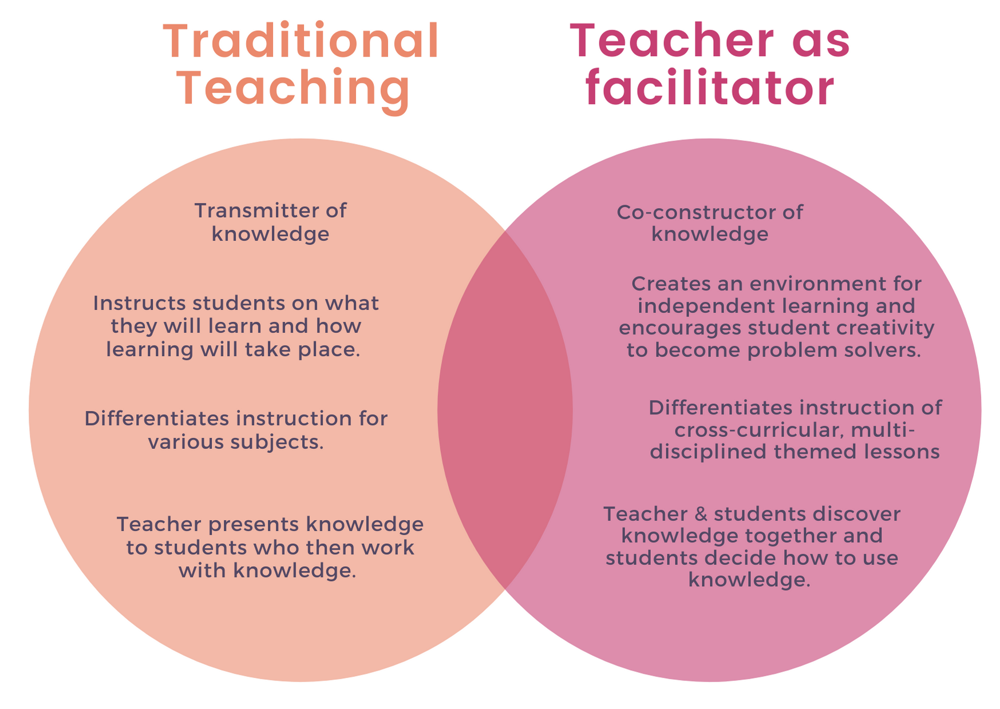 Traditional
Teaching
Teacher as
facilitator
Transmitter of
knowledge
Instructs students on what
they will learn and how
learning will take place.
Differentiates instruction for
various subjects.
Teacher presents knowledge
to students who then work
with knowledge.
Co-constructor of
knowledge
Creates an environment for
independent learning and
encourages student creativity
to become problem solvers.
Differentiates instruction of
cross-curricular, multi-
disciplined themed lessons
Teacher & students discover
knowledge together and
students decide how to use
knowledge.